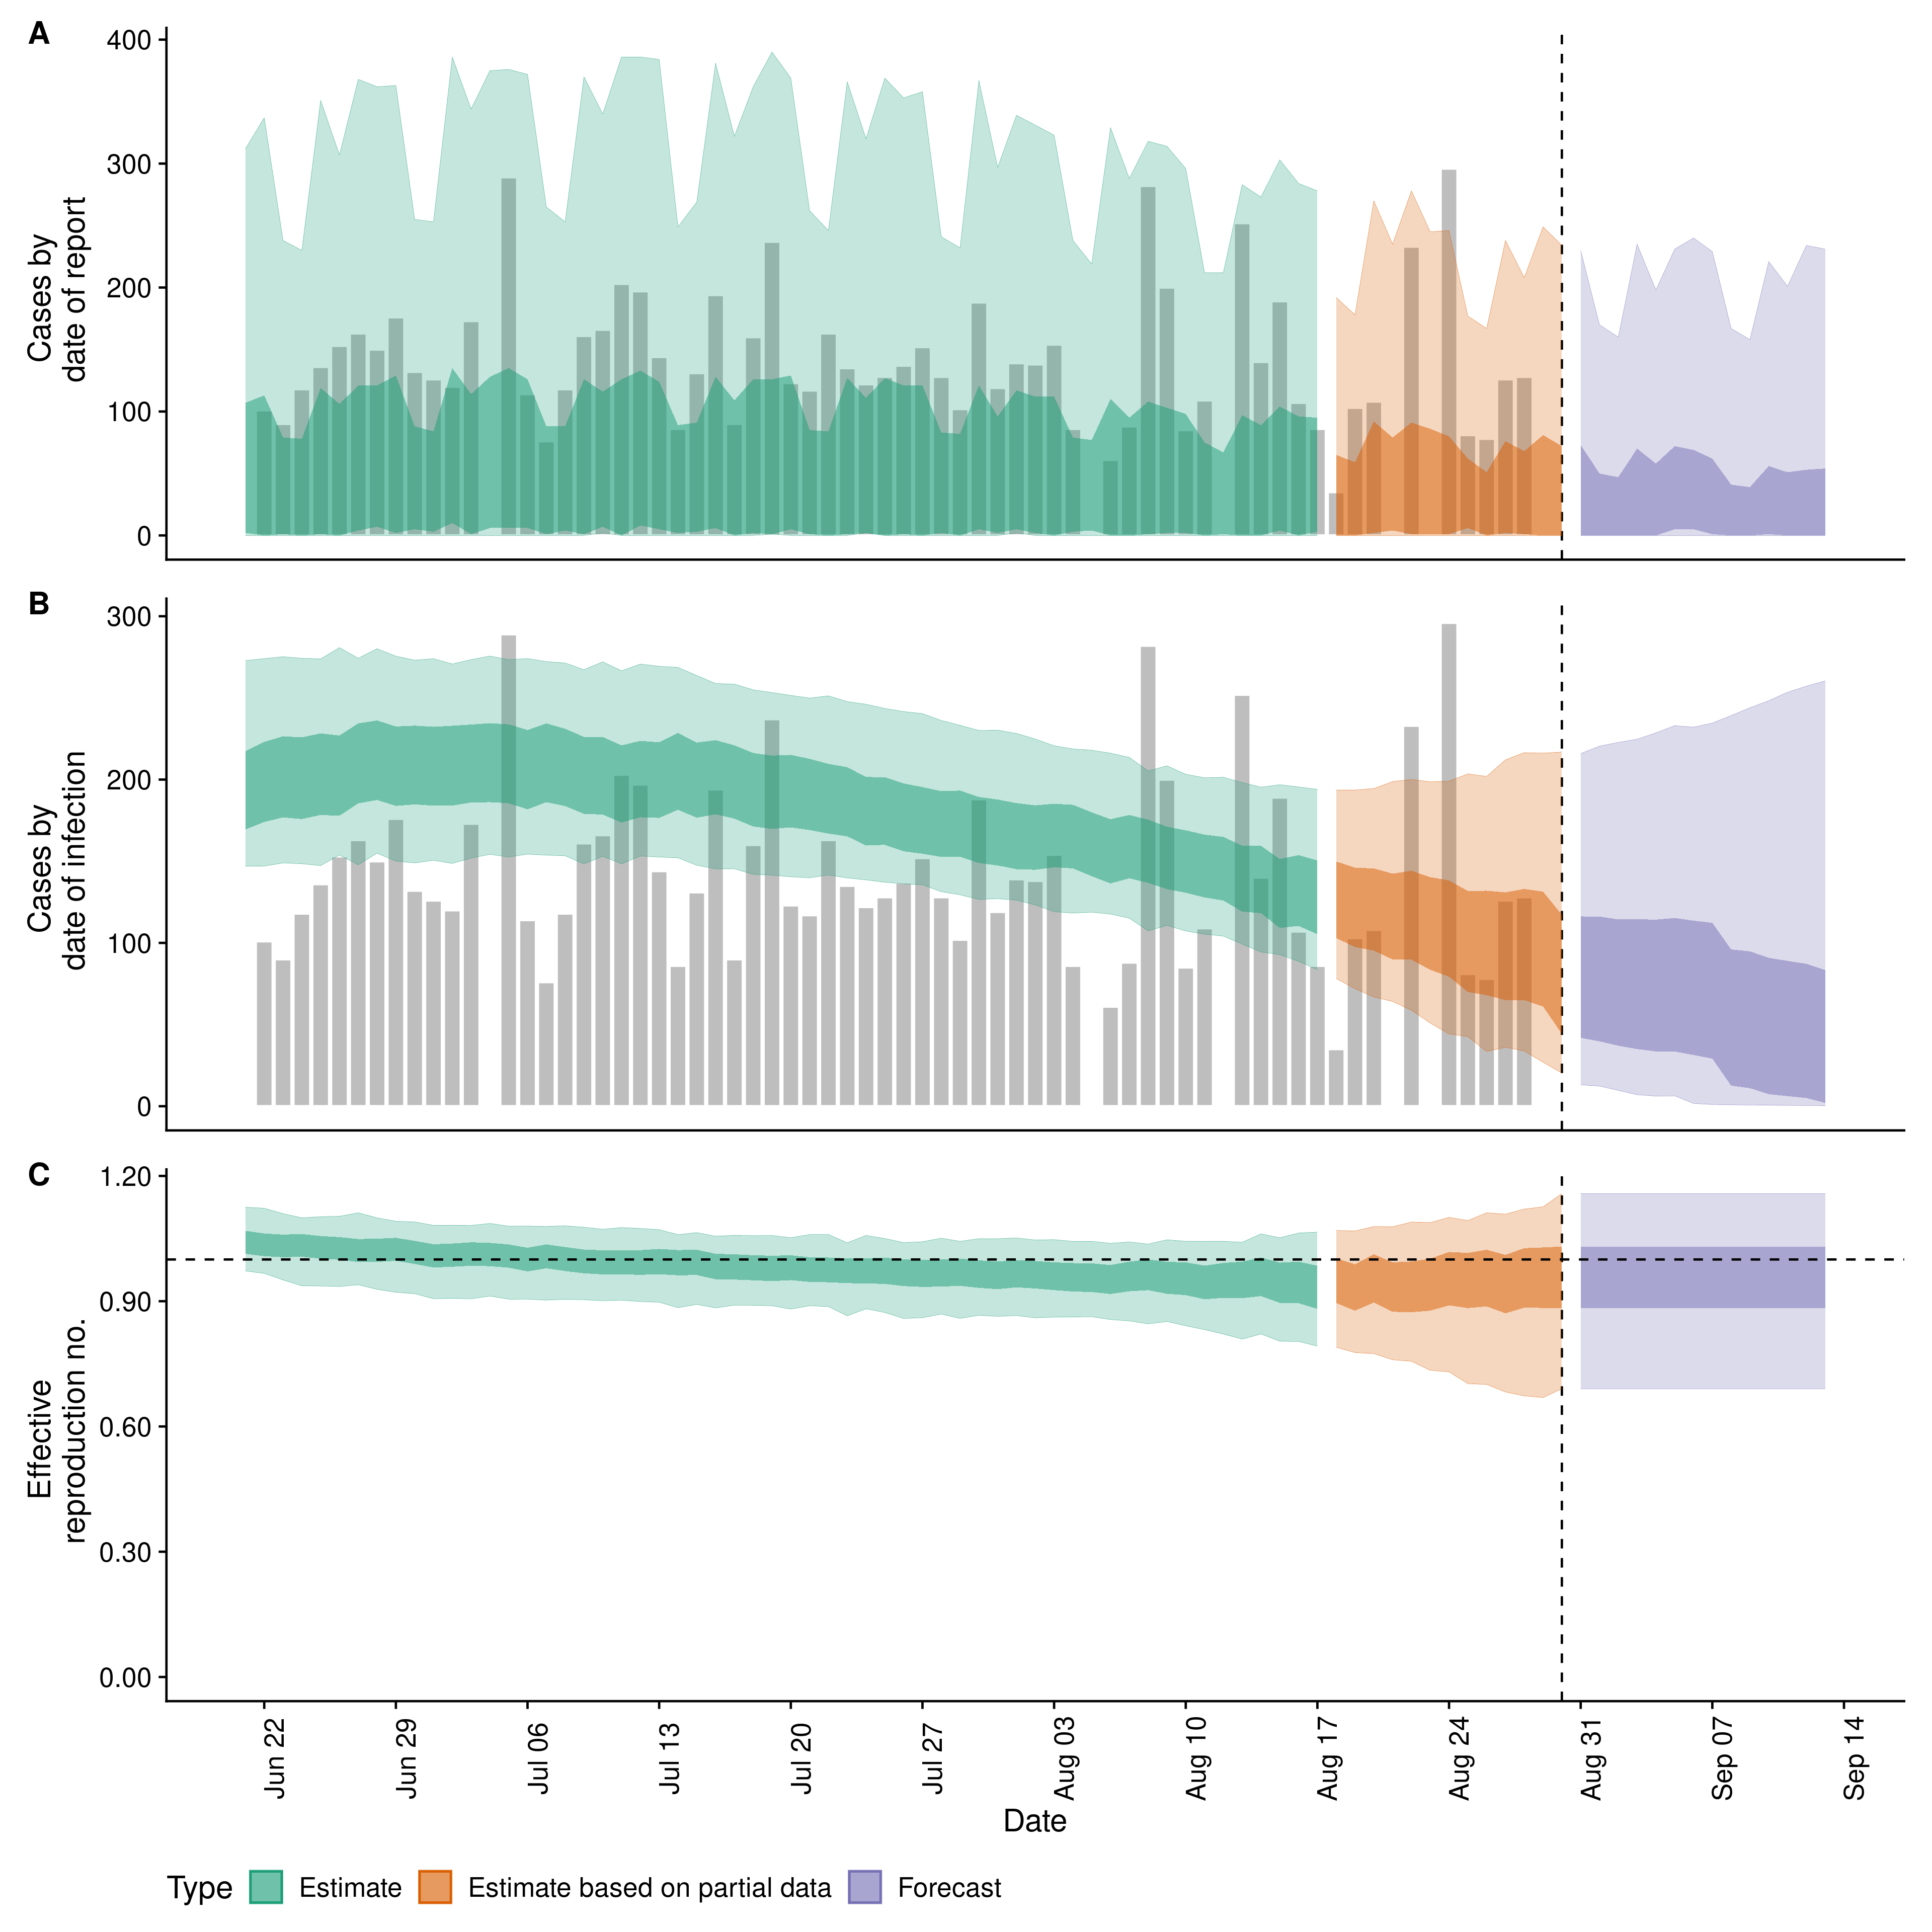 A
400
300
200
100
0
Cases by
date of report
B
300
200
100
0
Cases by
date of infection
C
1.20
0.90
0.60
0.30
0.00
Effective
reproduction no.
Jun 22
Jun 29
Jul 06
Jul 13
Jul 20
Jul 27
Aug 03
Aug 10
Aug 17
Aug 24
Aug 31
Sep 07
Sep 14
Date
Type Estimate Estimate based on partial data Forecast